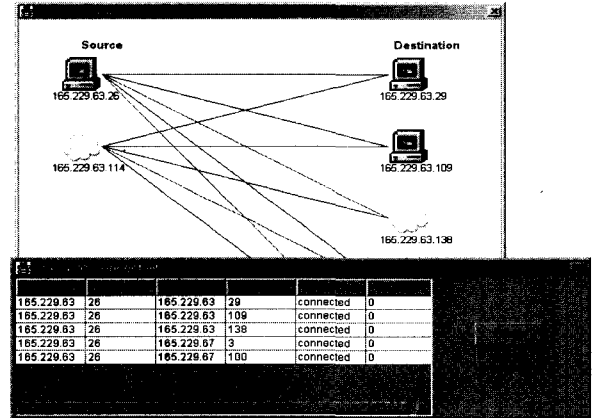 Source Destination
165.229.63.26 165.229.63.29
165.229.63.114 165.229.63.109
165.229.63.138
165.229.63 26 165.229.63 29 connected 0
165.229.63 26 165.229.63 109 connected 0
165.229.63 26 165.229.63 138 connected 0
165.229.63 26 165.229.67 3 connected 0
165.229.63 26 165.229.67 100 connected 0